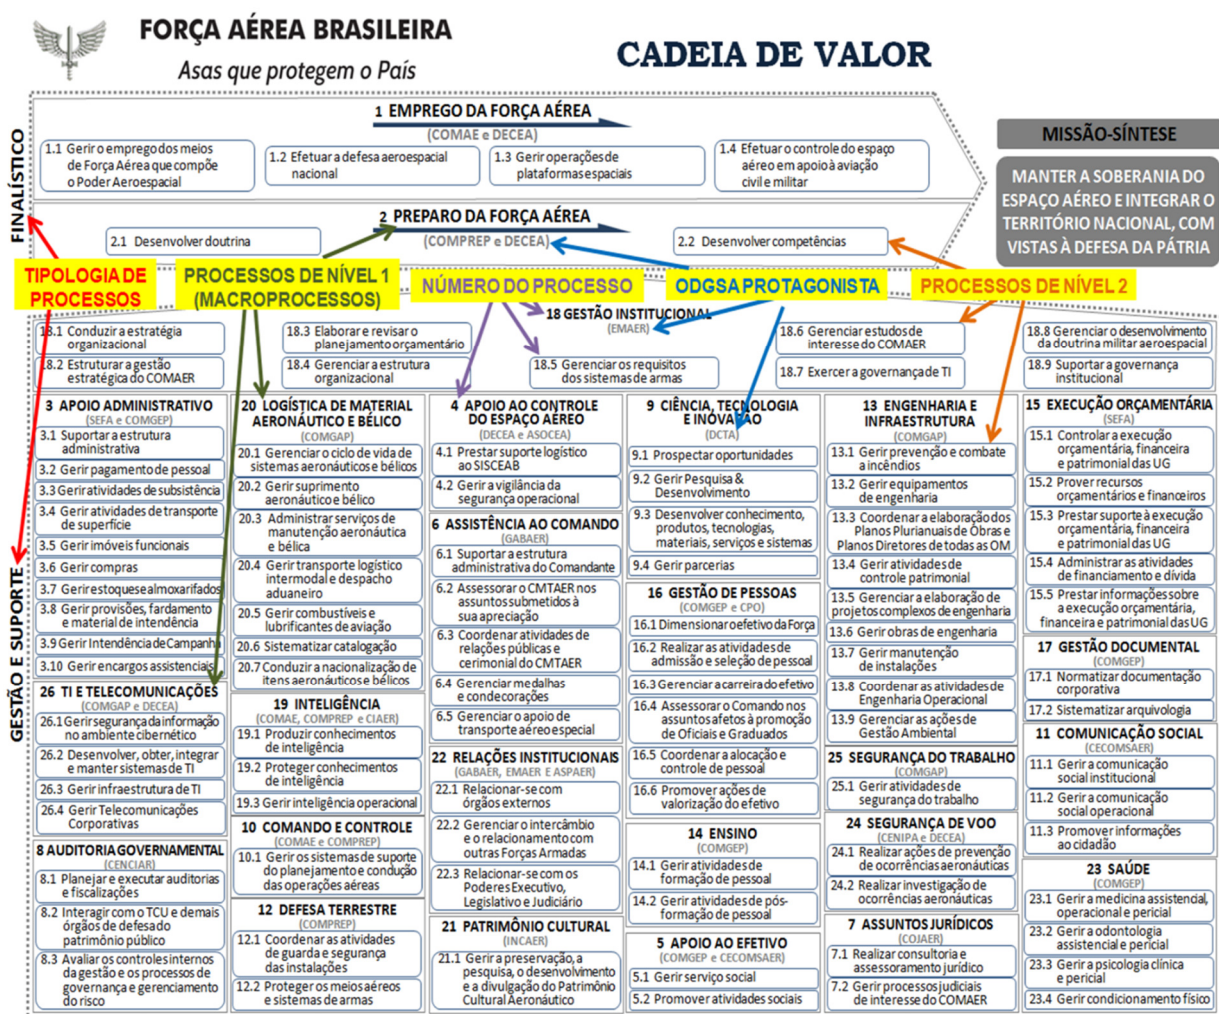 FORÇA AÉREA BRASILEIRA
Asas que protegem o País
CADEIA DE VALOR
FINALÍSTICO
1 EMPREGO DA FORÇA AÉREA
(COMAE e DECEA)
1.1 Gerir o emprego dos meios
de Força Aérea que compõe
o Poder Aeroespacial
1.2 Efetuar a defesa aeroespacial
nacional
1.3 Gerir operações de
plataformas espaciais
1.4 Efetuar o controle do espaço
aéreo em apoio à aviação
civil e militar
MISSÃO-SÍNTESE
MANTER A SOBERANIA DO
ESPAÇO AÉREO E INTEGRAR O
TERRITÓRIO NACIONAL, COM
VISTAS À DEFESA DA PÁTRIA
2 PREPARO DA FORÇA AÉREA
(COMPREP e DECEA)
2.1 Desenvolver doutrina
2.2 Desenvolver competências
TIPOLOGIA DE
PROCESSOS
PROCESSOS DE NÍVEL 1
(MACROPROCESSOS)
NÚMERO DO PROCESSO
ODGSA PROTAGONISTA
PROCESSOS DE NÍVEL 2
GESTÃO E SUPORTE
18 GESTÃO INSTITUCIONAL
(EMAER)
18.1 Conduzir a estratégia
organizacional
18.2 Estruturar a gestão
estratégica do COMAER
18.3 Elaborar e revisar o
planejamento orçamentário
18.4 Gerenciar a estrutura
organizacional
18.5 Gerenciar os requisitos
dos sistemas de armas
18.6 Gerenciar estudos de
interesse do COMAER
18.7 Exercer a governança de TI
18.8 Gerenciar o desenvolvimento
da doutrina militar aeroespacial
18.9 Suportar a governança
institucional
3 APOIO ADMINISTRATIVO
(SEFA e COMGEP)
3.1 Suportar a estrutura
administrativa
3.2 Gerir pagamento de pessoal
3.3 Gerir atividades de subsistência
3.4 Gerir atividades de transporte
de superfície
3.5 Gerir imóveis funcionais
3.6 Gerir compras
3.7 Gerir estoques e almoxarifados
3.8 Gerir provisões, fardamento
e material de intendência
3.9 Gerir Intendência de Campanha
3.10 Gerir encargos assistenciais
26 TI E TELECOMUNICAÇÕES
(COMGAP e DECEA)
26.1 Gerir segurança da informação
no ambiente cibernético
26.2 Desenvolver, obter, integrar
e manter sistemas de TI
26.3 Gerir infraestrutura de TI
26.4 Gerir Telecomunicações
Corporativas
8 AUDITORIA GOVERNAMENTAL
(CENCIAR)
8.1 Planejar e executar auditorias
e fiscalizações
8.2 Interagir com o TCU e demais
órgãos de defesa do
patrimônio público
8.3 Avaliar os controles internos
da gestão e os processos de
governança e gerenciamento
do risco
20 LOGÍSTICA DE MATERIAL
AERONÁUTICO E BÉLICO
(COMGAP)
20.1 Gerenciar o ciclo de vida de
sistemas aeronáuticos e bélicos
20.2 Gerir suprimento
aeronáutico e bélico
20.3 Administrar serviços de
manutenção aeronáutica
e bélica
20.4 Gerir transporte logístico
intermodal e despacho
aduaneiro
20.5 Gerir combustíveis e
lubrificantes de aviação
20.6 Sistematizar catalogação
20.7 Conduzir a nacionalização de
itens aeronáuticos e bélicos
19 INTELIGÊNCIA
(COMAE, COMPREP e CIAER)
19.1 Produzir conhecimentos
de inteligência
19.2 Proteger conhecimentos
de inteligência
19.3 Gerir inteligência operacional
10 COMANDO E CONTROLE
(COMAE e COMPREP)
10.1 Gerir os sistemas de suporte
do planejamento e condução
das operações aéreas
12 DEFESA TERRESTRE
(COMPREP)
12.1 Coordenar as atividades
de guarda e segurança
das instalações
12.2 Proteger os meios aéreos
e sistemas de armas
4 APOIO AO CONTROLE
DO ESPAÇO AÉREO
(DECEA e ASOCEA)
4.1 Prestar suporte logístico
ao SISCEAB
4.2 Gerir a vigilância da
segurança operacional
6 ASSISTÊNCIA AO COMANDO
(GABAER)
6.1 Suportar a estrutura
administrativa do Comandante
6.2 Assessorar o CMTAER nos
assuntos submetidos à
sua apreciação
6.3 Coordenar atividades de
relações públicas e
cerimonial do CMTAER
6.4 Gerenciar medalhas
e condecorações
6.5 Gerenciar o apoio de
transporte aéreo especial
22 RELAÇÕES INSTITUCIONAIS
(GABAER, EMAER E ASPAER)
22.1 Relacionar-se com
órgãos externos
22.2 Gerenciar o intercâmbio
e o relacionamento com
outras Forças Armadas
22.3 Relacionar-se com os
Poderes Executivo,
Legislativo e Judiciário
21 PATRIMÔNIO CULTURAL
(INCAER)
21.1 Gerir a preservação, a
pesquisa, o desenvolvimento
e a divulgação do Patrimônio
Cultural Aeronáutico
9 CIÊNCIA, TECNOLOGIA
E INOVAÇÃO
(DCTA)
9.1 Prospectar oportunidades
9.2 Gerir Pesquisa &
Desenvolvimento
9.3 Desenvolver conhecimento,
produtos, tecnologias,
materiais, serviços e sistemas
9.4 Gerir parcerias
16 GESTÃO DE PESSOAS
(COMGEP e CPO)
16.1 Dimensionar o efetivo da Força
16.2 Realizar as atividades de
admissão e seleção de pessoal
16.3 Gerenciar a carreira do efetivo
16.4 Assessorar o Comando nos
assuntos afetos à promoção
de Oficiais e Graduados
16.5 Coordenar a alocação e
controle de pessoal
16.6 Promover ações de
valorização do efetivo
14 ENSINO
(COMGEP)
14.1 Gerir atividades de
formação de pessoal
14.2 Gerir atividades de pós-
formação de pessoal
5 APOIO AO EFETIVO
(COMGEP e CECOMSAER)
5.1 Gerir serviço social
5.2 Promover atividades sociais
13 ENGENHARIA E
INFRAESTRUTURA
(COMGAP)
13.1 Gerir prevenção e combate
a incêndios
13.2 Gerir equipamentos
de engenharia
13.3 Coordenar a elaboração dos
Planos Plurianuais de Obras e
Planos Diretores de todas as OM
13.4 Gerir atividades de
controle patrimonial
13.5 Gerenciar a elaboração de
projetos complexos de engenharia
13.6 Gerir obras de engenharia
13.7 Gerir manutenção
de instalações
13.8 Coordenar as atividades de
Engenharia Operacional
13.9 Gerenciar as ações de
Gestão Ambiental
25 SEGURANÇA DO TRABALHO
(COMGAP)
25.1 Gerir atividades de
segurança do trabalho
24 SEGURANÇA DE VOO
(CENIPA e DECEA)
24.1 Realizar ações de prevenção
de ocorrências aeronáuticas
24.2 Realizar investigação de
ocorrências aeronáuticas
7 ASSUNTOS JURÍDICOS
(COJAER)
7.1 Realizar consultoria e
assessoramento jurídico
7.2 Gerir processos judiciais
de interesse do COMAER
15 EXECUÇÃO ORÇAMENTÁRIA
(SEFA)
15.1 Controlar a execução
orçamentária, financeira
e patrimonial das UG
15.2 Prover recursos
orçamentários e financeiros
15.3 Prestar suporte à execução
orçamentária, financeira
e patrimonial das UG
15.4 Administrar as atividades
de financiamento e dívida
15.5 Prestar informações sobre
a execução orçamentária,
financeira e patrimonial das UG
17 GESTÃO DOCUMENTAL
(COMGEP)
17.1 Normatizar documentação
corporativa
17.2 Sistematizar arquivologia
11 COMUNICAÇÃO SOCIAL
(CECOMSAER)
11.1 Gerir a comunicação
social institucional
11.2 Gerir a comunicação
social operacional
11.3 Promover informações
ao cidadão
23 SAÚDE
(COMGEP)
23.1 Gerir a medicina assistencial,
operacional e pericial
23.2 Gerir a odontologia
assistencial e pericial
23.3 Gerir a psicologia clínica
e pericial
23.4 Gerir condicionamento físico